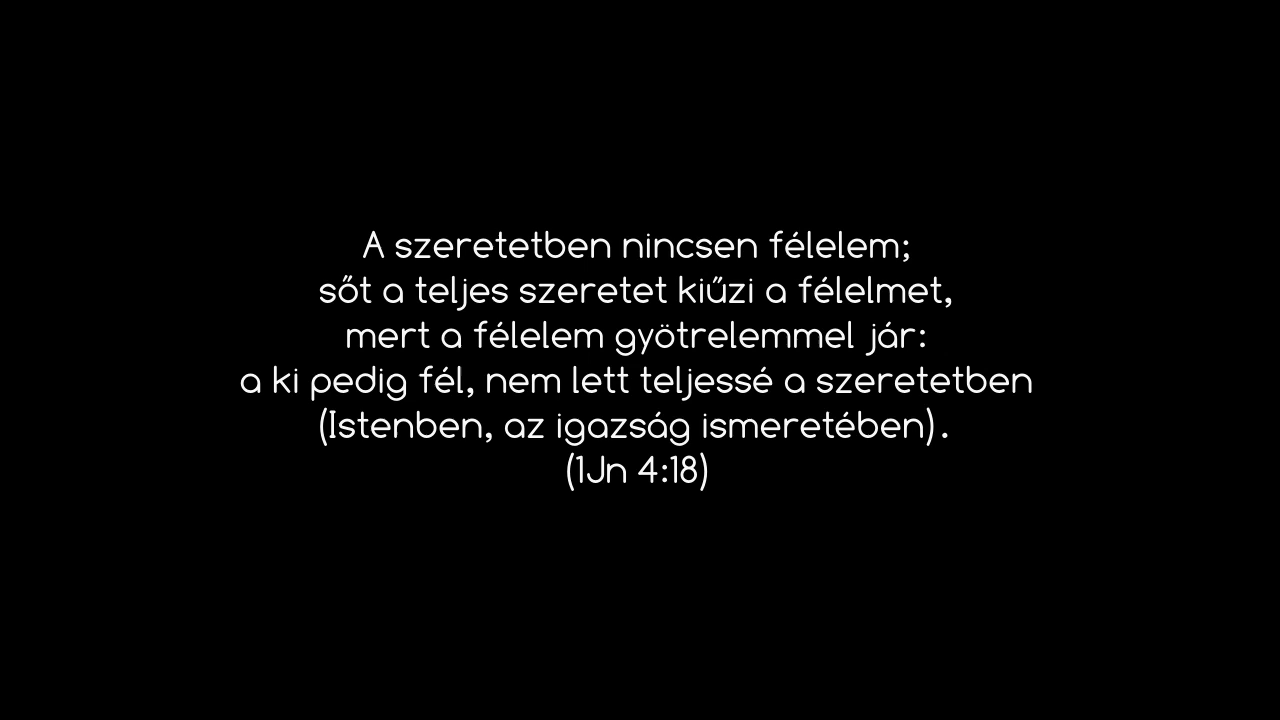 A szeretetben nincsen félelem;
sőt a teljes szeretet kiűzi a félelmet,
mert a félelem gyötrelemmel jár:
a ki pedig fél, nem lett teljessé a szeretetben
(Istenben, az igazság ismeretében).
(1Jn 4:18)